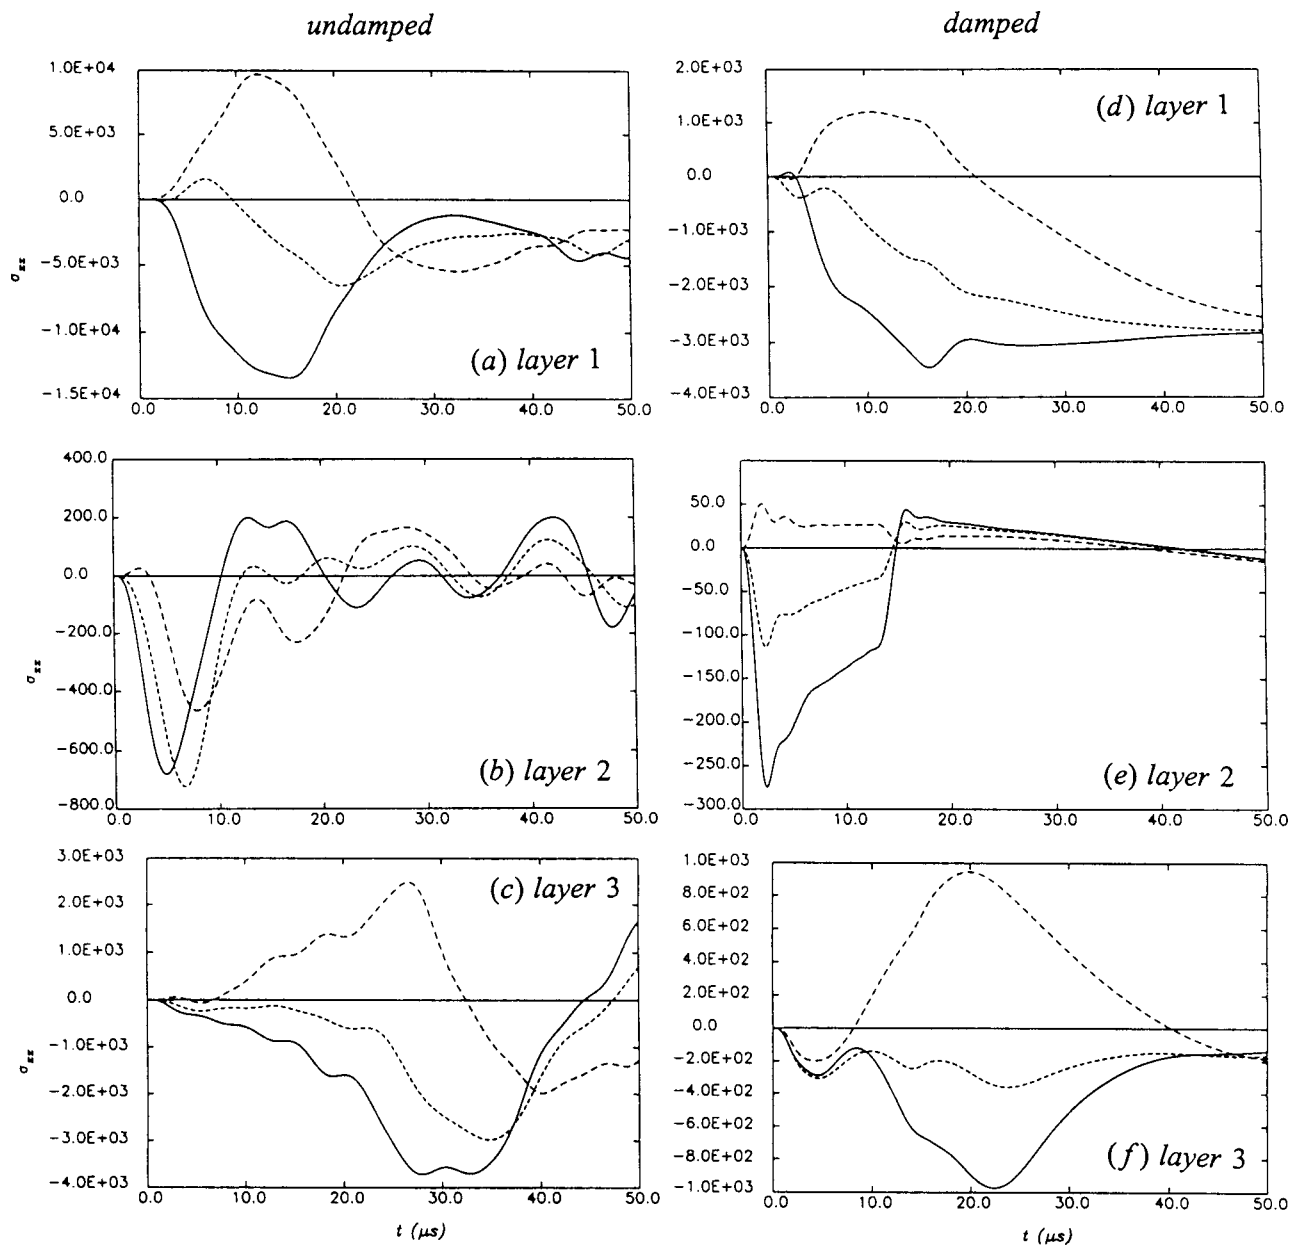 undamped
damped
1.0E+04
5.0E+03
0.0
-5.0E+03
-1.0E+04
-1.5E+04
σzz
(a) layer 1
0.0 10.0 20.0 30.0 40.0 50.0
2.0E+03
1.0E+03
0.0
-1.0E+03
-2.0E+03
-3.0E+03
-4.0E+03
(d) layer 1
0.0 10.0 20.0 30.0 40.0 50.0
400.0
200.0
0.0
-200.0
-400.0
-600.0
-800.0
σzz
(b) layer 2
0.0 10.0 20.0 30.0 40.0 50.0
50.0
0.0
-50.0
-100.0
-150.0
-200.0
-250.0
-300.0
(e) layer 2
0.0 10.0 20.0 30.0 40.0 50.0
3.0E+03
2.0E+03
1.0E+03
0.0
-1.0E+03
-2.0E+03
-3.0E+03
-4.0E+03
σzz
(c) layer 3
0.0 10.0 20.0 30.0 40.0 50.0
t (μs)
1.0E+03
8.0E+02
6.0E+02
4.0E+02
2.0E+02
0.0
-2.0E+02
-4.0E+02
-6.0E+02
-8.0E+02
-1.0E+03
(f) layer 3
0.0 10.0 20.0 30.0 40.0 50.0
t (μs)